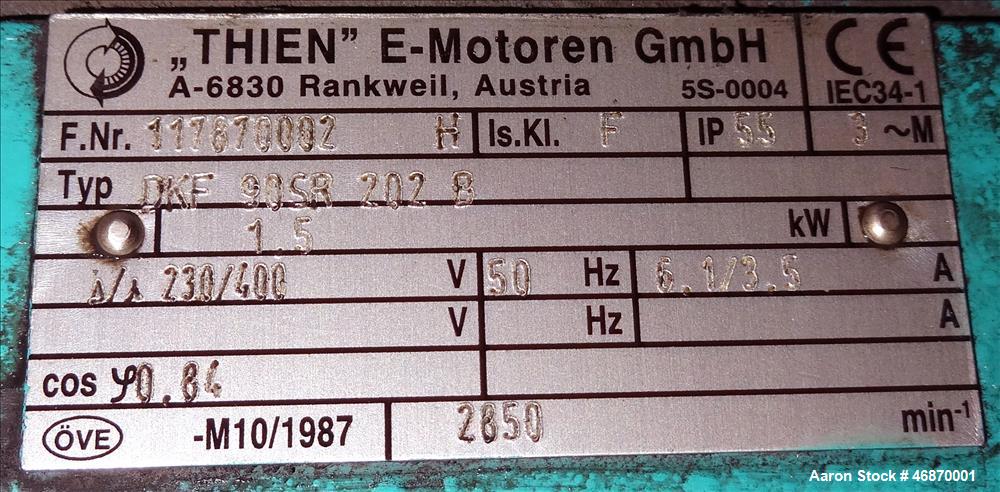 „THIEN” E-Motoren GmbH
A-6830 Rankweil, Austria 5S-0004 CE IEC34-1
F.Nr. 117870002 H Is.Kl. F IP 55 3 ~M
Typ DKF 90SR 202 B
1.5 kW
230/400 V 50 Hz 6.1/3.5 A
V Hz A
cos φ 0.84
ÖVE -M10/1987 2850 min⁻¹
Aaron Stock # 46870001